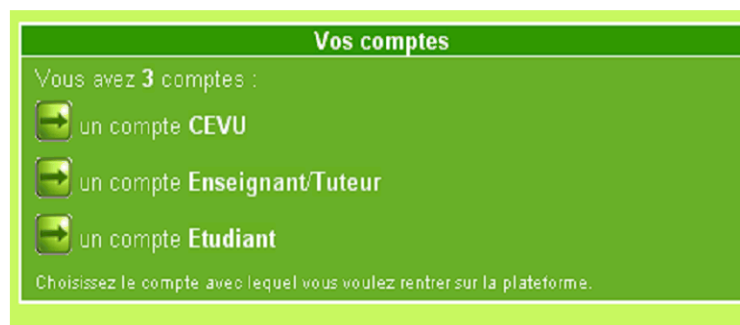 Vos comptes
Vous avez 3 comptes :
un compte CEVU
un compte Enseignant/Tuteur
un compte Etudiant
Choisissez le compte avec lequel vous voulez rentrer sur la plateforme.